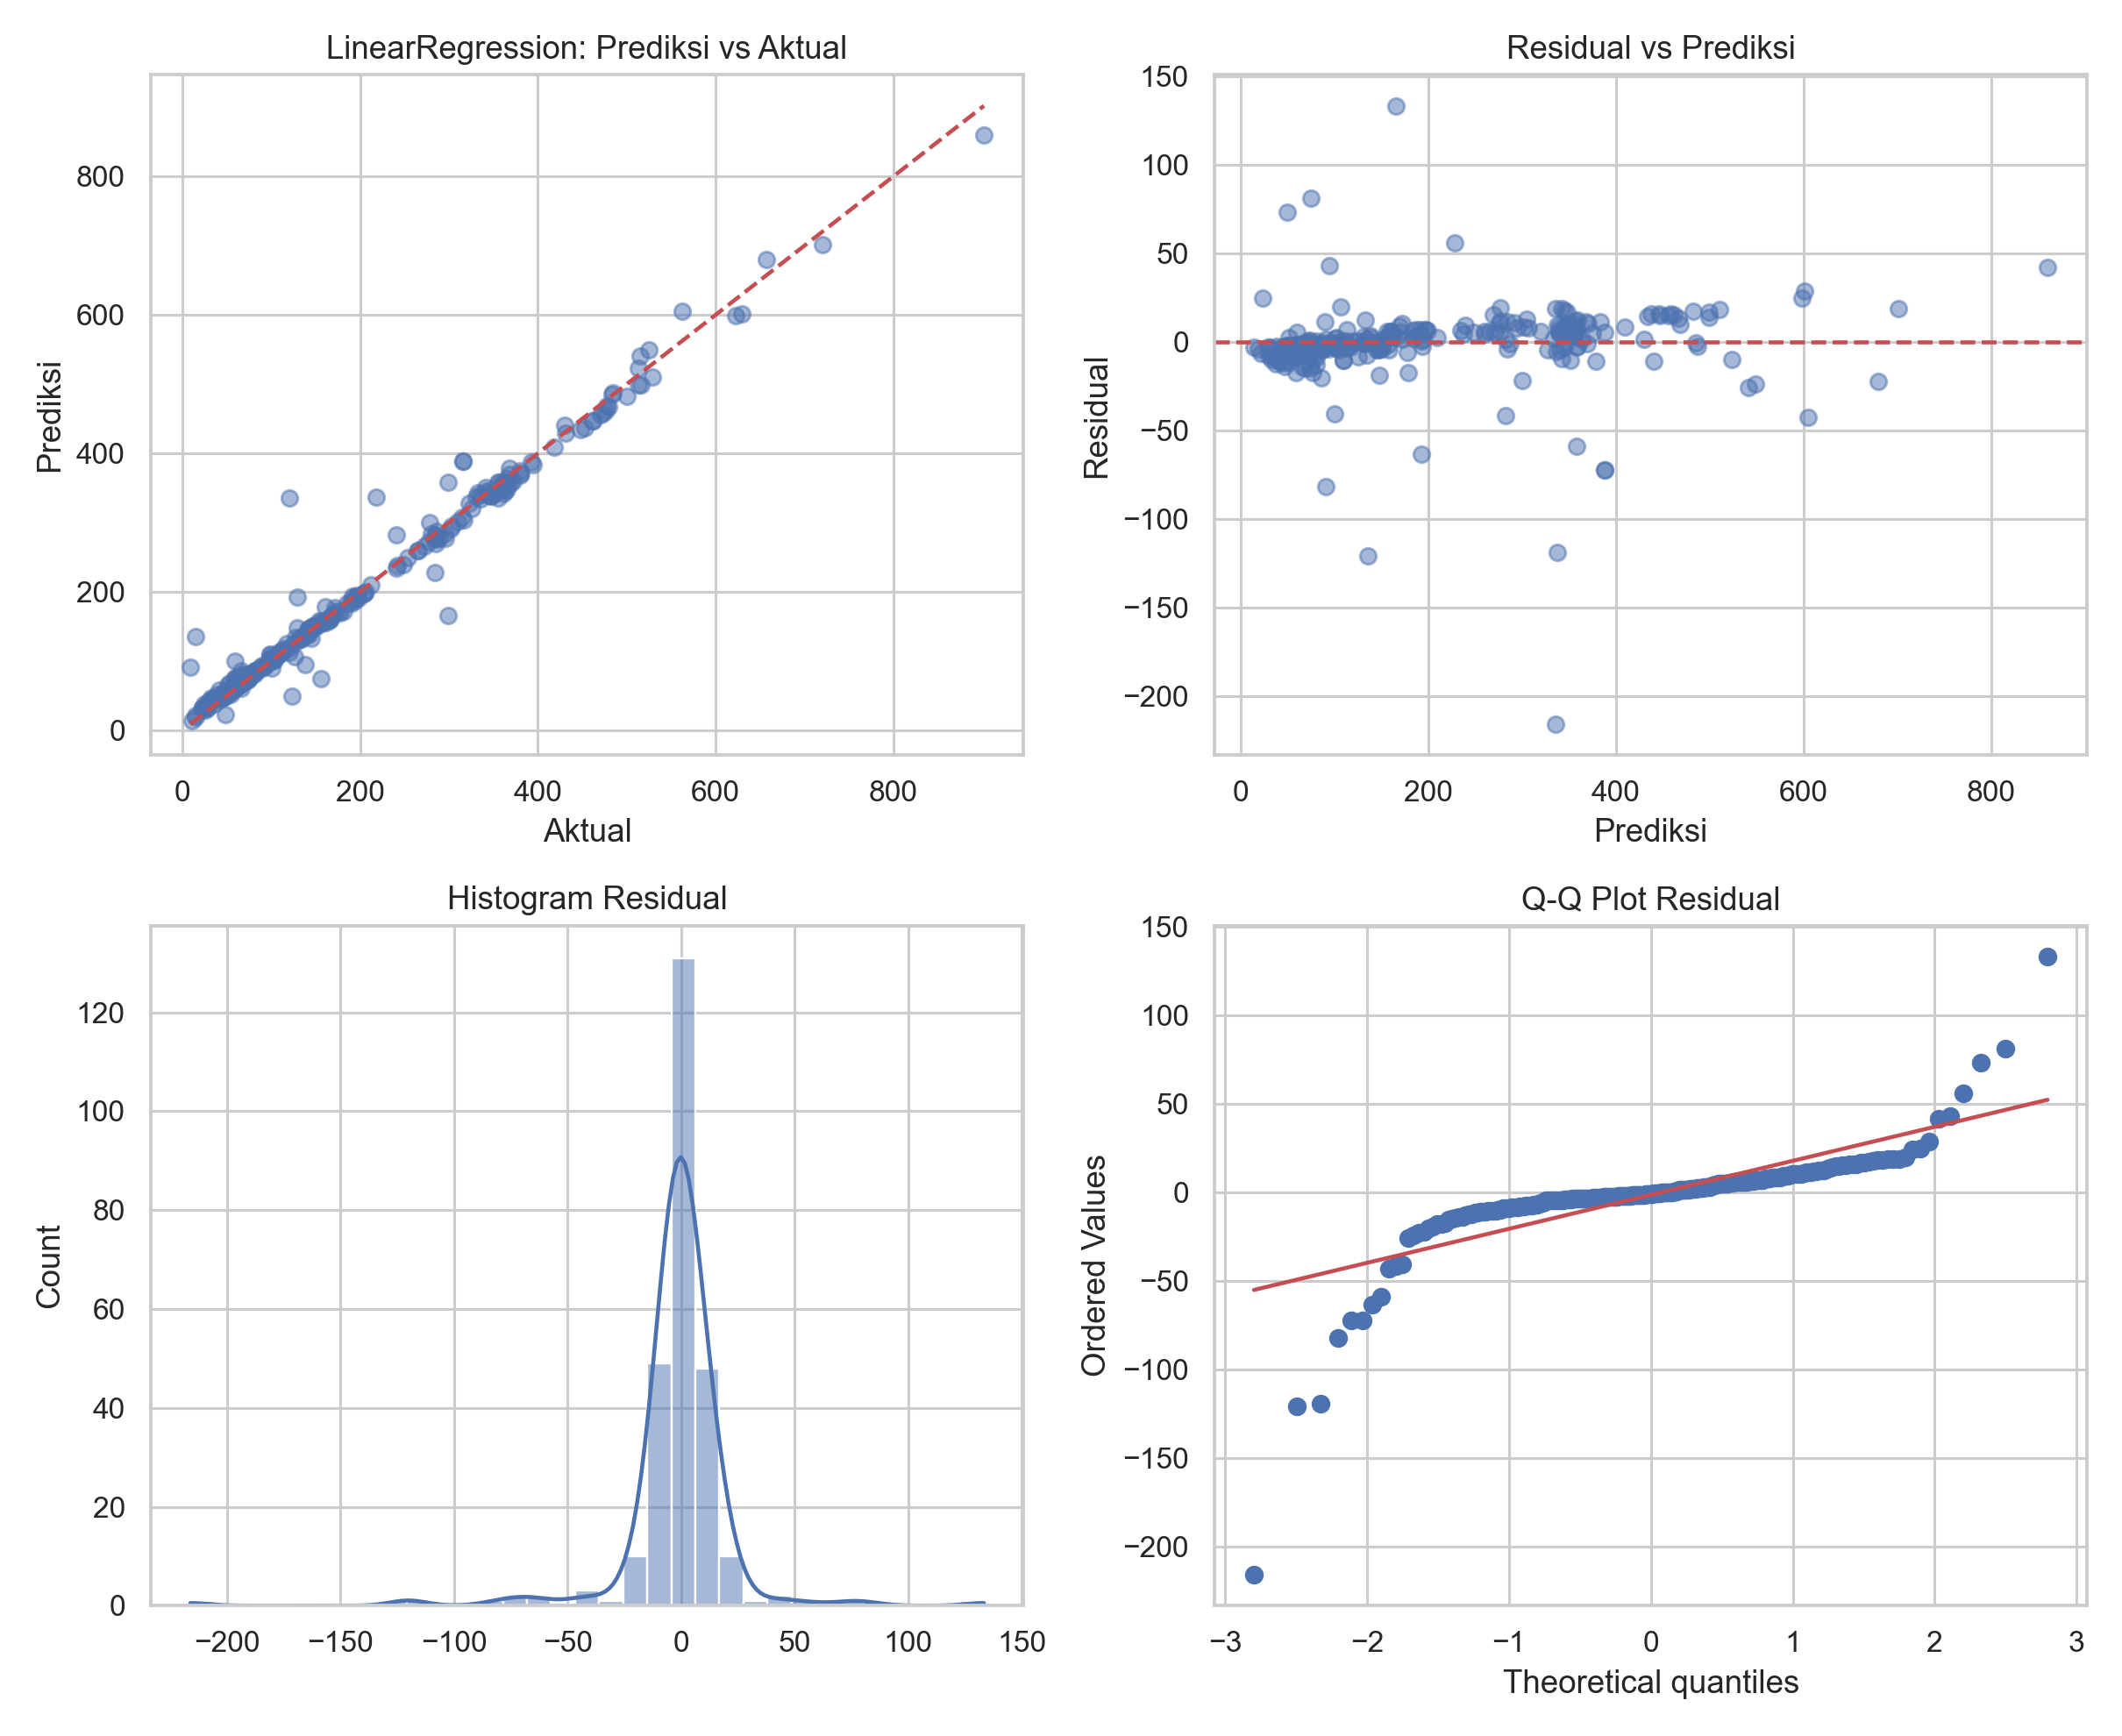 LinearRegression: Prediksi vs Aktual
Prediksi
800
600
400
200
0
0 200 400 600 800
Aktual
Residual vs Prediksi
Residual
150
100
50
0
−50
−100
−150
−200
0 200 400 600 800
Prediksi
Histogram Residual
Count
120
100
80
60
40
20
0
−200 −150 −100 −50 0 50 100 150
Q-Q Plot Residual
Ordered Values
150
100
50
0
−50
−100
−150
−200
−3 −2 −1 0 1 2 3
Theoretical quantiles